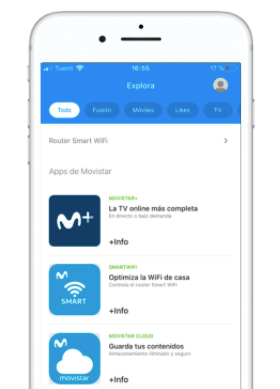 Tuenti
16:55
17 %
Explora
Todo
Fusión
Móviles
Likes
TV
Router Smart WiFi
Apps de Movistar
M+
MOVISTAR+
La TV online más completa
En directo o bajo demanda
+Info
SMART
SMARTWIFI
Optimiza la WiFi de casa
Controla el router Smart WiFi
+Info
movistar
MOVISTAR CLOUD
Guarda tus contenidos
Almacenamiento ilimitado y seguro
+Info